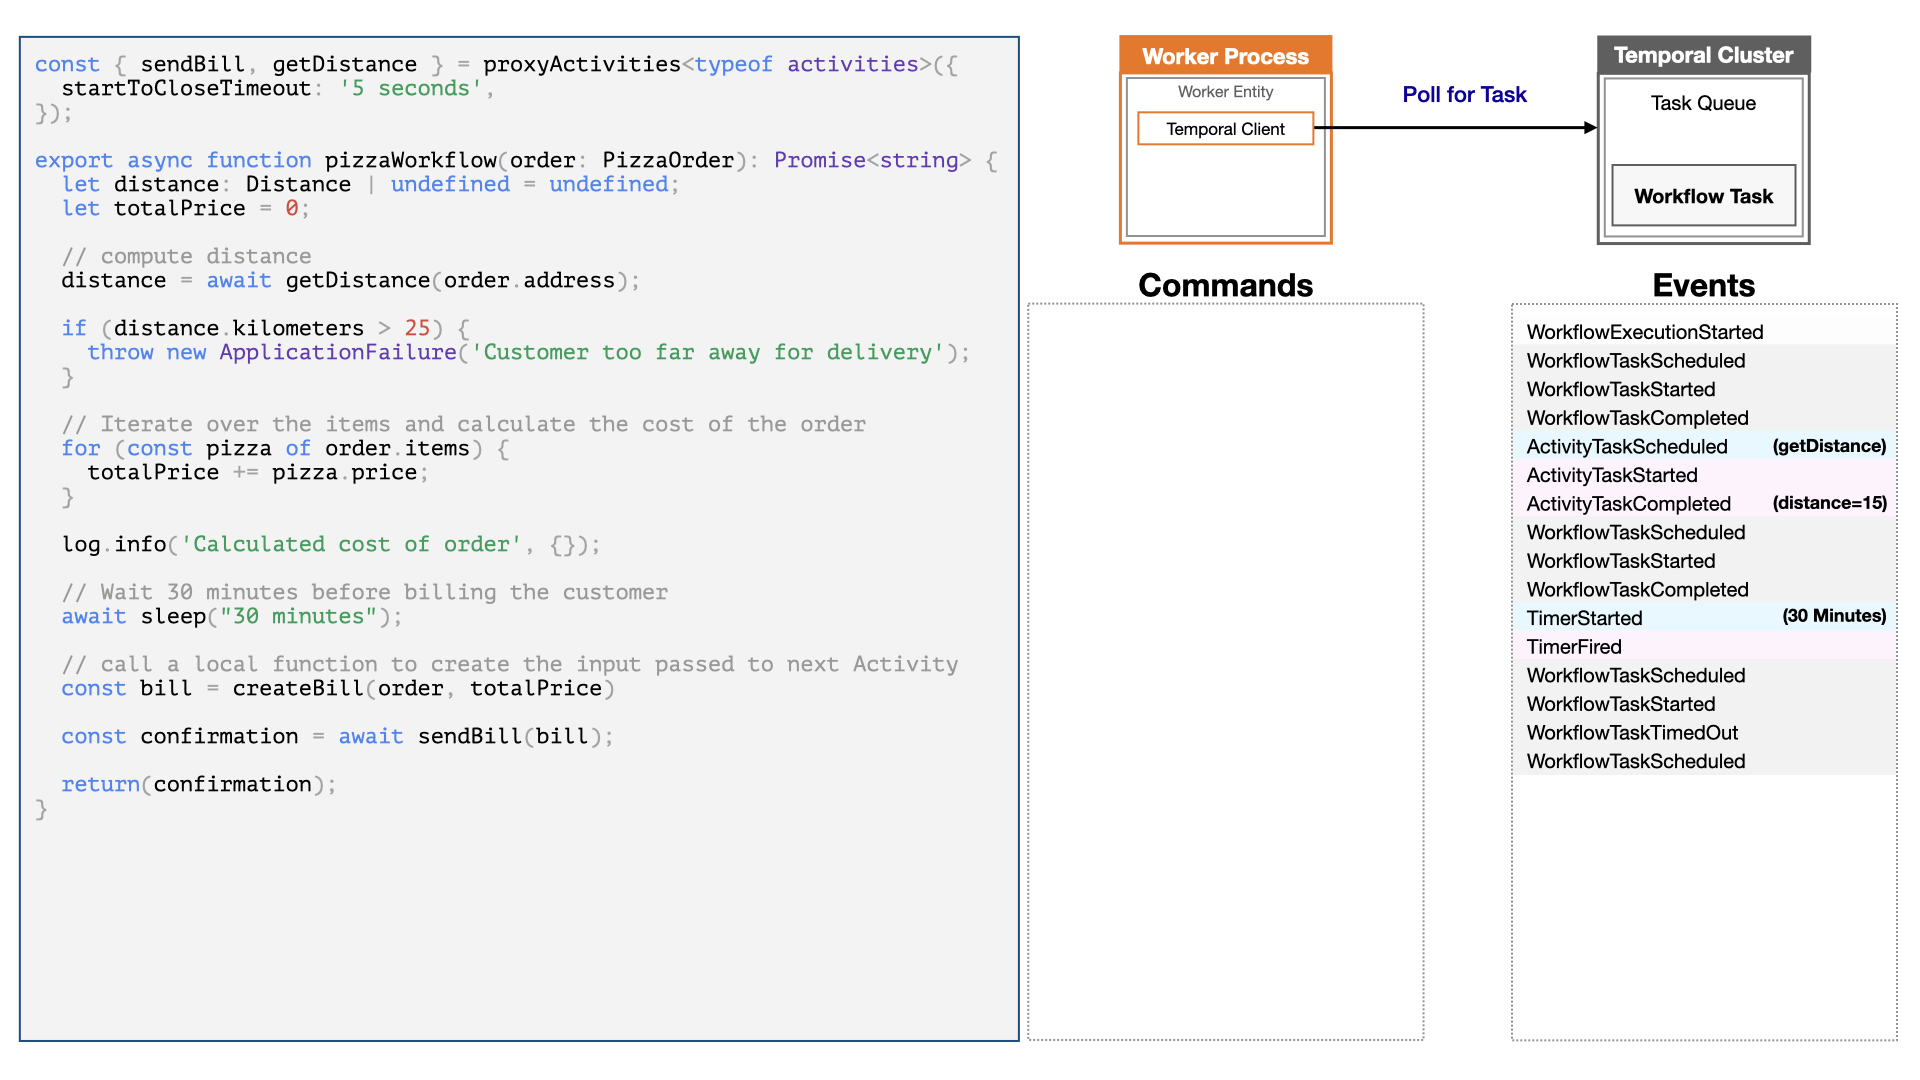 const { sendBill, getDistance } = proxyActivities<typeof activities>({
  startToCloseTimeout: '5 seconds',
});

export async function pizzaWorkflow(order: PizzaOrder): Promise<string> {
  let distance: Distance | undefined = undefined;
  let totalPrice = 0;

  // compute distance
  distance = await getDistance(order.address);

  if (distance.kilometers > 25) {
    throw new ApplicationFailure('Customer too far away for delivery');
  }

  // Iterate over the items and calculate the cost of the order
  for (const pizza of order.items) {
    totalPrice += pizza.price;
  }

  log.info('Calculated cost of order', {});

  // Wait 30 minutes before billing the customer
  await sleep("30 minutes");

  // call a local function to create the input passed to next Activity
  const bill = createBill(order, totalPrice)

  const confirmation = await sendBill(bill);

  return(confirmation);
}
Worker Process
Worker Entity
Temporal Client
Poll for Task
Temporal Cluster
Task Queue
Workflow Task
Commands
Events
WorkflowExecutionStarted
WorkflowTaskScheduled
WorkflowTaskStarted
WorkflowTaskCompleted
ActivityTaskScheduled (getDistance)
ActivityTaskStarted
ActivityTaskCompleted (distance=15)
WorkflowTaskScheduled
WorkflowTaskStarted
WorkflowTaskCompleted
TimerStarted (30 Minutes)
TimerFired
WorkflowTaskScheduled
WorkflowTaskStarted
WorkflowTaskTimedOut
WorkflowTaskScheduled